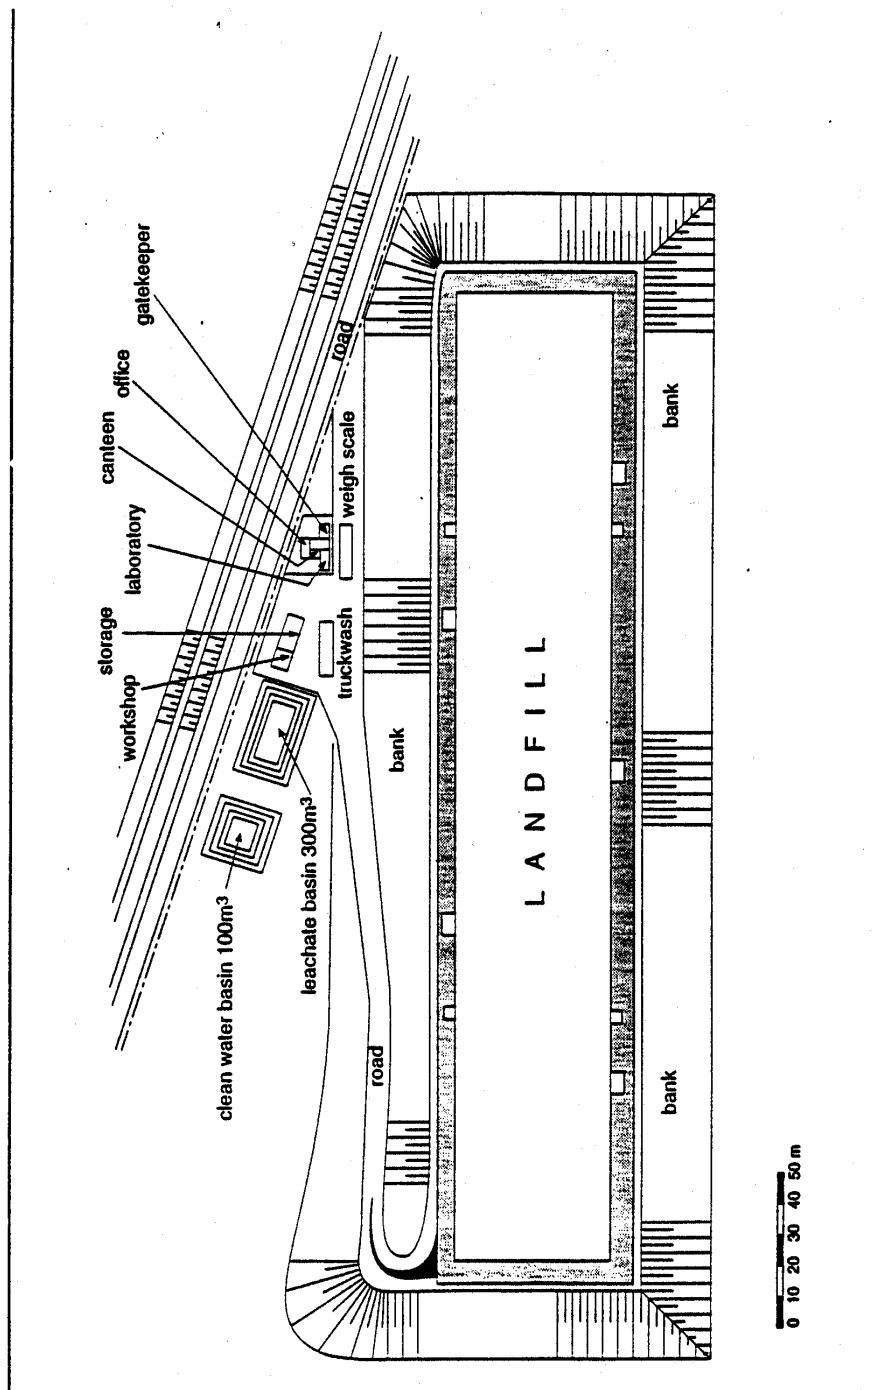 gatekeeper
office
canteen
laboratory
storage
workshop
road
weigh scale
truckwash
leachate basin 300m³
clean water basin 100m³
road
bank
bank
bank
LANDFILL
0 10 20 30 40 50 m